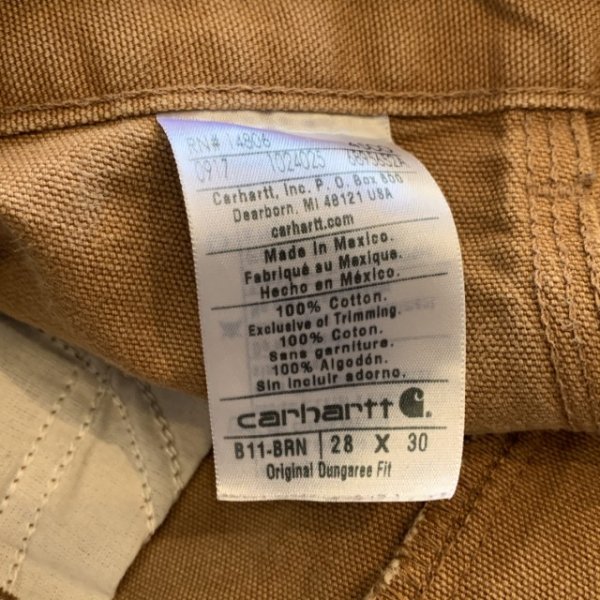 RN# 14806
0917 1024025
Carhartt, Inc. P. O. Box 600
Dearborn, MI 48121 USA
carhartt.com
Made in Mexico.
Fabriqué au Mexique.
Hecho en México.
100% Cotton.
Exclusive of Trimming.
100% Coton.
Sans garniture.
100% Algodón.
Sin incluir adorno.
carhartt
B11-BRN 28 X 30
Original Dungaree Fit